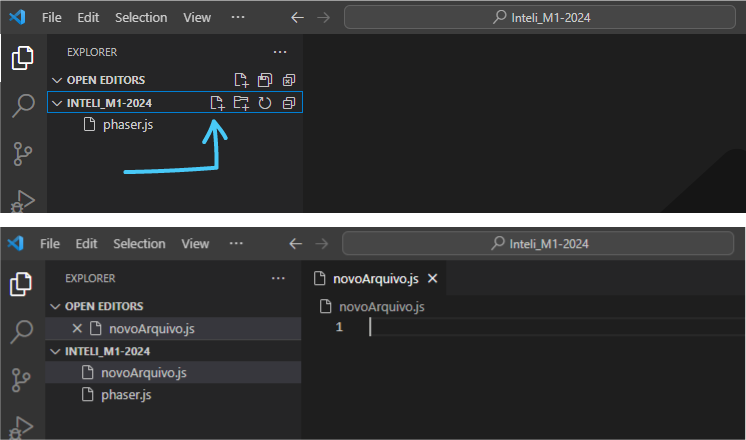 File Edit Selection View ··· Inteli_M1-2024
EXPLORER ···
OPEN EDITORS
INTELI_M1-2024
phaser.js
File Edit Selection View ··· Inteli_M1-2024
EXPLORER ···
novoArquivo.js
OPEN EDITORS
novoArquivo.js
novoArquivo.js
1
INTELI_M1-2024
novoArquivo.js
phaser.js